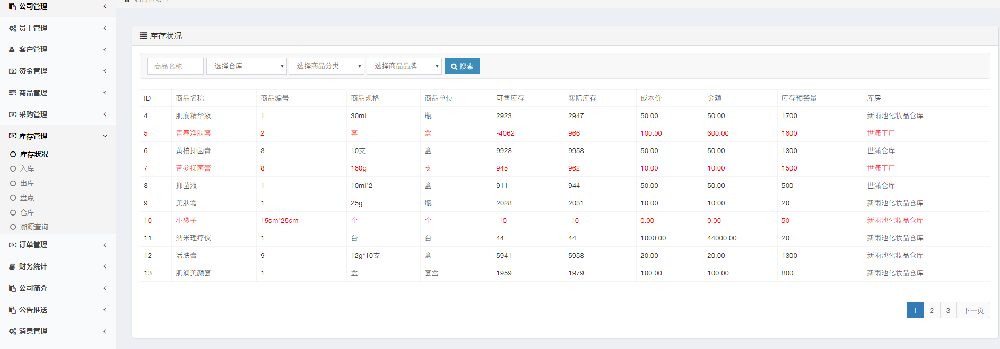 后台首页 /
公司管理
员工管理
客户管理
资金管理
商品管理
采购管理
库存管理
库存状况
入库
出库
盘点
仓库
溯源查询
订单管理
财务统计
公司简介
公告推送
消息管理
库存状况
商品名称 选择仓库 选择商品分类 选择商品品牌 搜索
ID 商品名称 商品编号 商品规格 商品单位 可售库存 实际库存 成本价 金额 库存预警量 库房
4 肌底精华液 1 30ml 瓶 2923 2947 50.00 50.00 1700 新雨池化妆品仓库
5 青春净肤套 2 套 盒 -4062 966 100.00 600.00 1600 世潇工厂
6 黄柏抑菌膏 3 10支 盒 9928 9958 50.00 50.00 1300 世潇仓库
7 苦参抑菌膏 8 160g 支 945 962 10.00 10.00 1500 世潇工厂
8 抑菌液 1 10ml*2 盒 911 944 50.00 50.00 500 世潇仓库
9 美肤霜 1 25g 瓶 2028 2031 10.00 10.00 20 新雨池化妆品仓库
10 小袋子 15cm*25cm 个 个 -10 -10 0.00 0.00 50 新雨池化妆品仓库
11 纳米理疗仪 1 台 台 44 44 1000.00 44000.00 20 新雨池化妆品仓库
12 活肤膏 9 12g*10支 盒 5941 5958 20.00 20.00 1300 新雨池化妆品仓库
13 肌润美颜套 1 盒 套盒 1959 1979 100.00 100.00 800 新雨池化妆品仓库
1 2 3 下一页